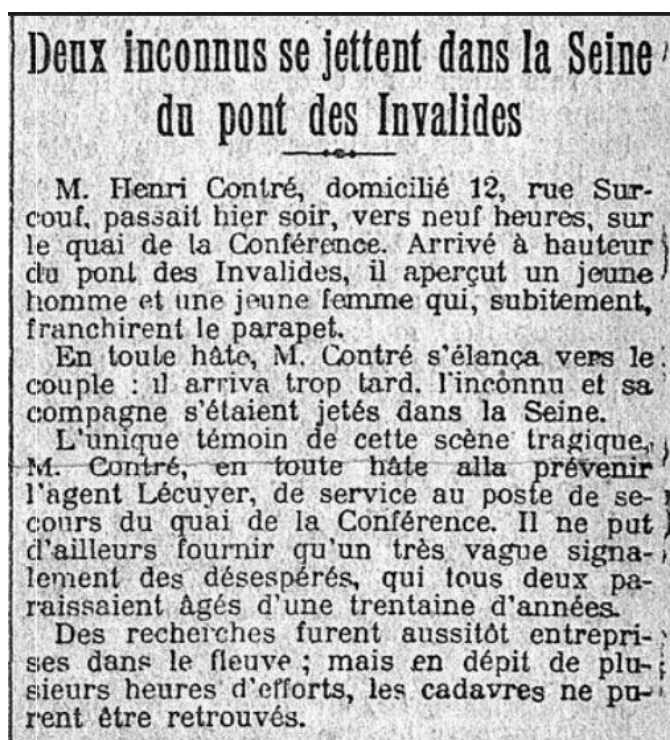 Deux inconnus se jettent dans la Seine
du pont des Invalides
M. Henri Contré, domicilié 12, rue Sur-
couf, passait hier soir, vers neuf heures, sur
le quai de la Conférence. Arrivé à hauteur
du pont des Invalides, il aperçut un jeune
homme et une jeune femme qui, subitement,
franchirent le parapet.
En toute hâte, M. Contré s'élança vers le
couple : il arriva trop tard. l'inconnu et sa
compagne s'étaient jetés dans la Seine.
L'unique témoin de cette scène tragique,
M. Contré, en toute hâte alla prévenir
l'agent Lécuyer, de service au poste de se-
cours du quai de la Conférence. Il ne put
d'ailleurs fournir qu'un très vague signa-
lement des désespérés, qui tous deux pa-
raissaient âgés d'une trentaine d'années.
Des recherches furent aussitôt entrepri-
ses dans le fleuve ; mais en dépit de plu-
sieurs heures d'efforts, les cadavres ne pu-
rent être retrouvés.